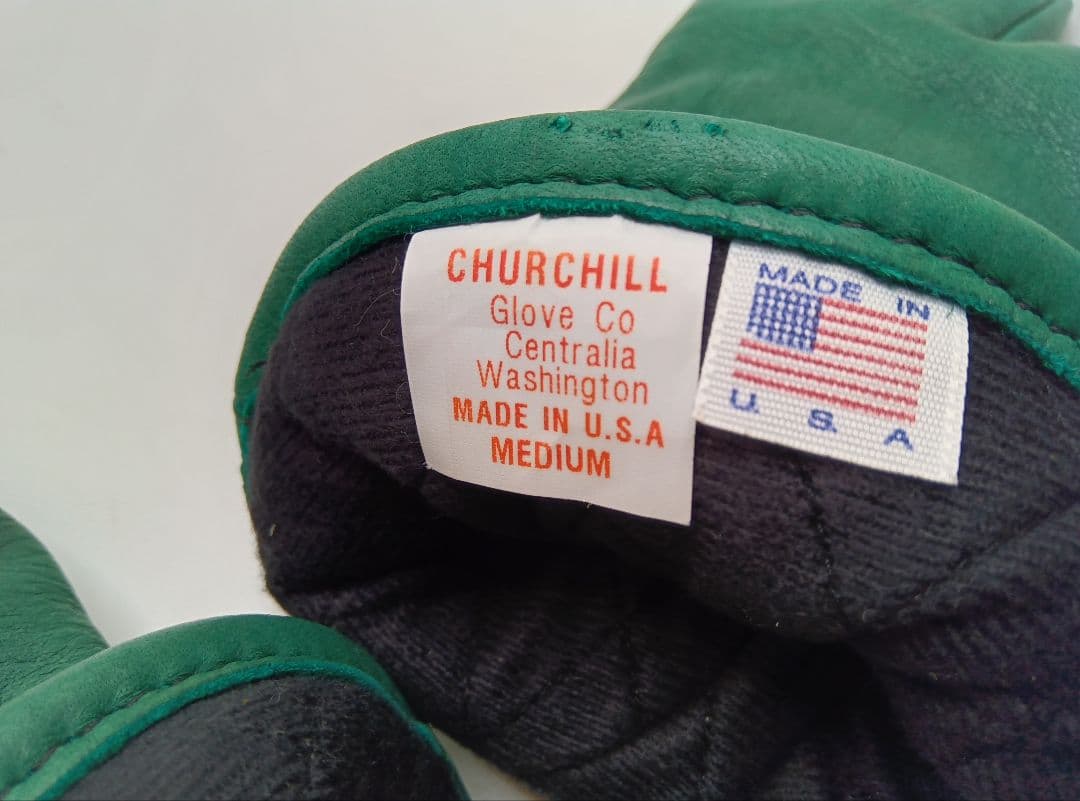 CHURCHILL
Glove Co
Centralia
Washington
MADE IN U.S.A
MEDIUM
MADE IN
U. S. A